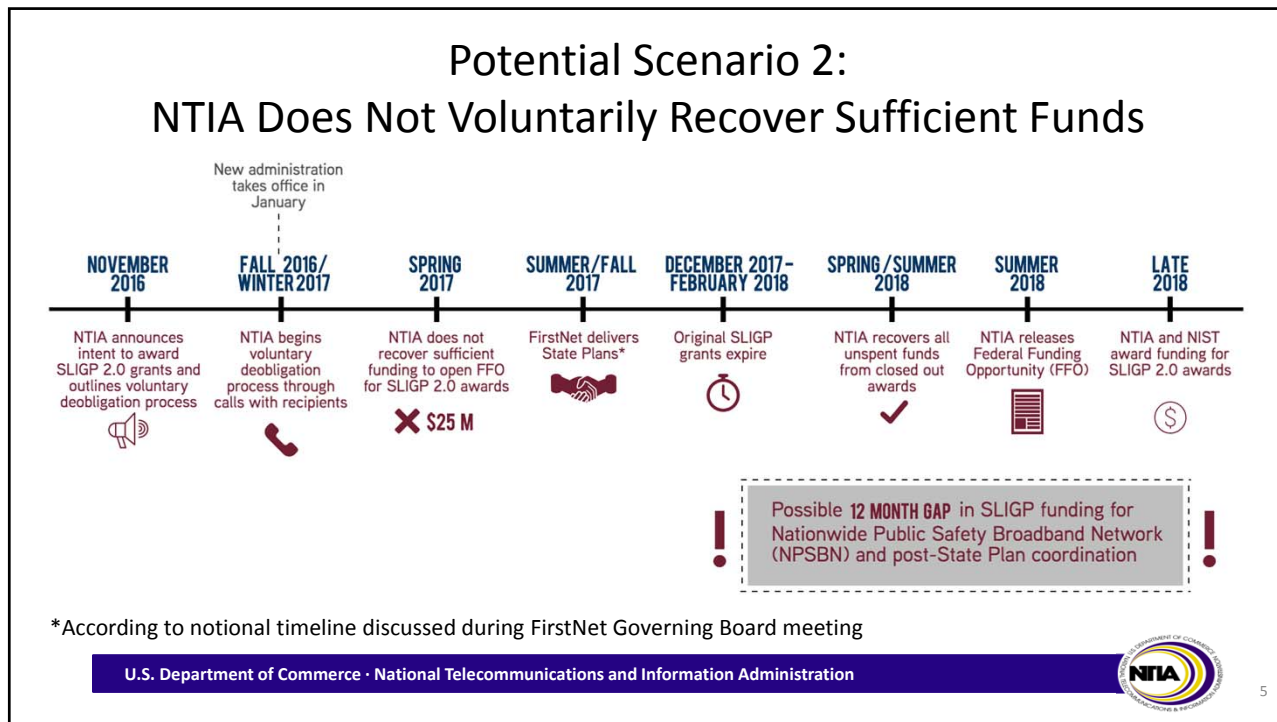 Potential Scenario 2:
NTIA Does Not Voluntarily Recover Sufficient Funds
New administration
takes office in
January
NOVEMBER
2016
FALL 2016/
WINTER 2017
SPRING
2017
SUMMER/FALL
2017
DECEMBER 2017–
FEBRUARY 2018
SPRING/SUMMER
2018
SUMMER
2018
LATE
2018
NTIA announces
intent to award
SLIGP 2.0 grants and
outlines voluntary
deobligation process
NTIA begins
voluntary
deobligation
process through
calls with recipients
NTIA does not
recover sufficient
funding to open FFO
for SLIGP 2.0 awards
$25 M
FirstNet delivers
State Plans*
Original SLIGP
grants expire
NTIA recovers all
unspent funds
from closed out
awards
NTIA releases
Federal Funding
Opportunity (FFO)
NTIA and NIST
award funding for
SLIGP 2.0 awards
$
! Possible 12 MONTH GAP in SLIGP funding for !
Nationwide Public Safety Broadband Network
(NPSBN) and post-State Plan coordination
*According to notional timeline discussed during FirstNet Governing Board meeting
U.S. Department of Commerce · National Telecommunications and Information Administration
NTIA
5